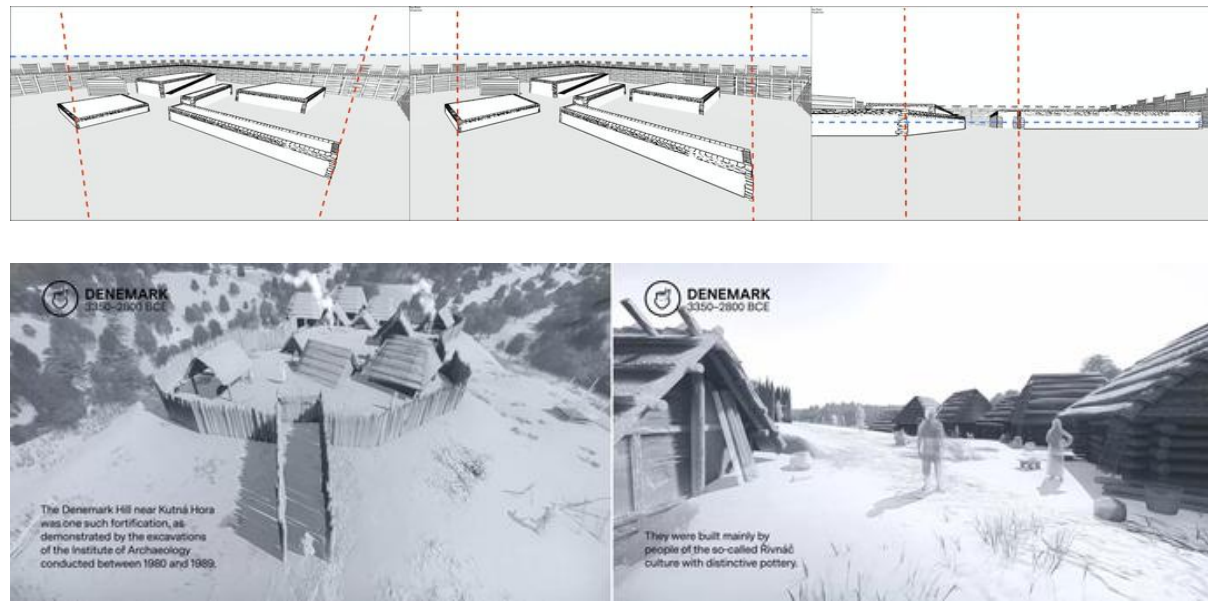 DENEMARK
3350–2800 BCE
The Denemark Hill near Kutná Hora
was one such fortification, as
demonstrated by the excavations
of the Institute of Archaeology
conducted between 1980 and 1989.
DENEMARK
3350–2800 BCE
They were built mainly by
people of the so-called Řivnáč
culture with distinctive pottery.